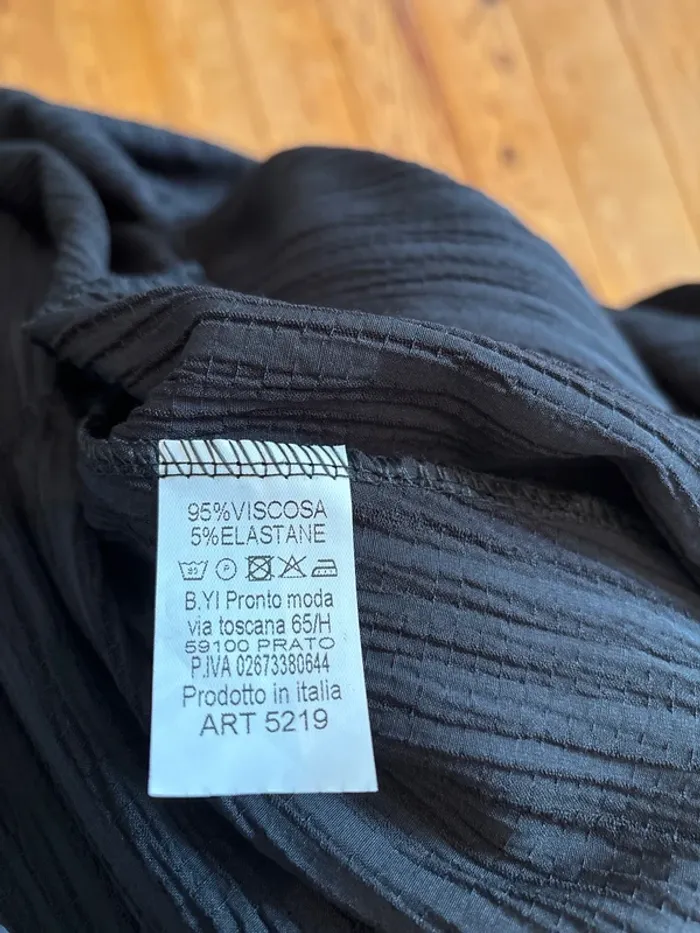 95%VISCOSA
5%ELASTANE
B.YI Pronto moda
via toscana 65/H
59100 PRATO
P.IVA 02673380644
Prodotto in italia
ART 5219